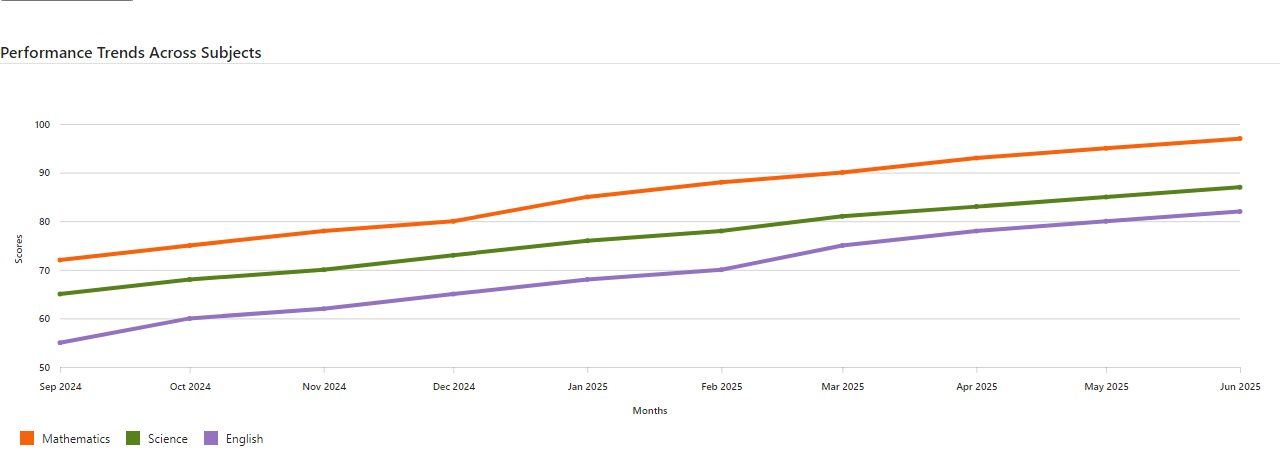 Performance Trends Across Subjects
100
90
80
70
60
50
Scores
Sep 2024 Oct 2024 Nov 2024 Dec 2024 Jan 2025 Feb 2025 Mar 2025 Apr 2025 May 2025 Jun 2025
Months
Mathematics Science English